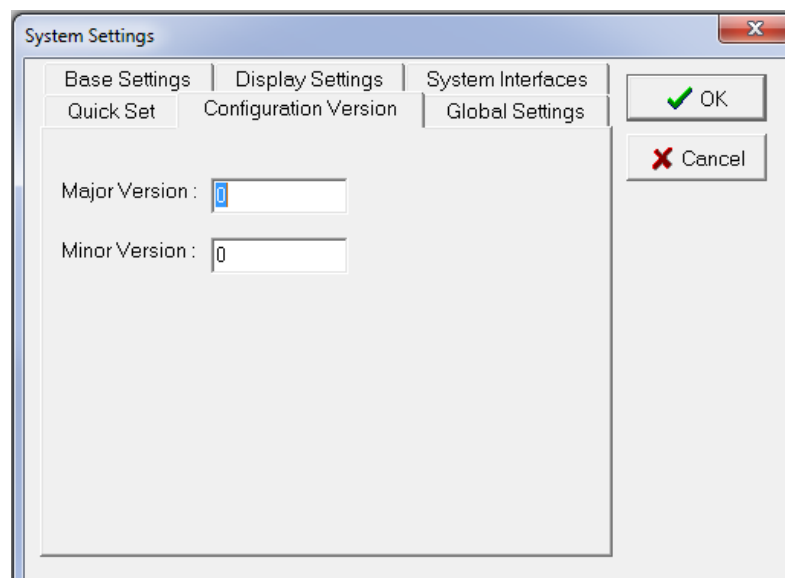 System Settings
Base Settings Display Settings System Interfaces
OK
Quick Set Configuration Version Global Settings
Cancel
Major Version : 0
Minor Version : 0